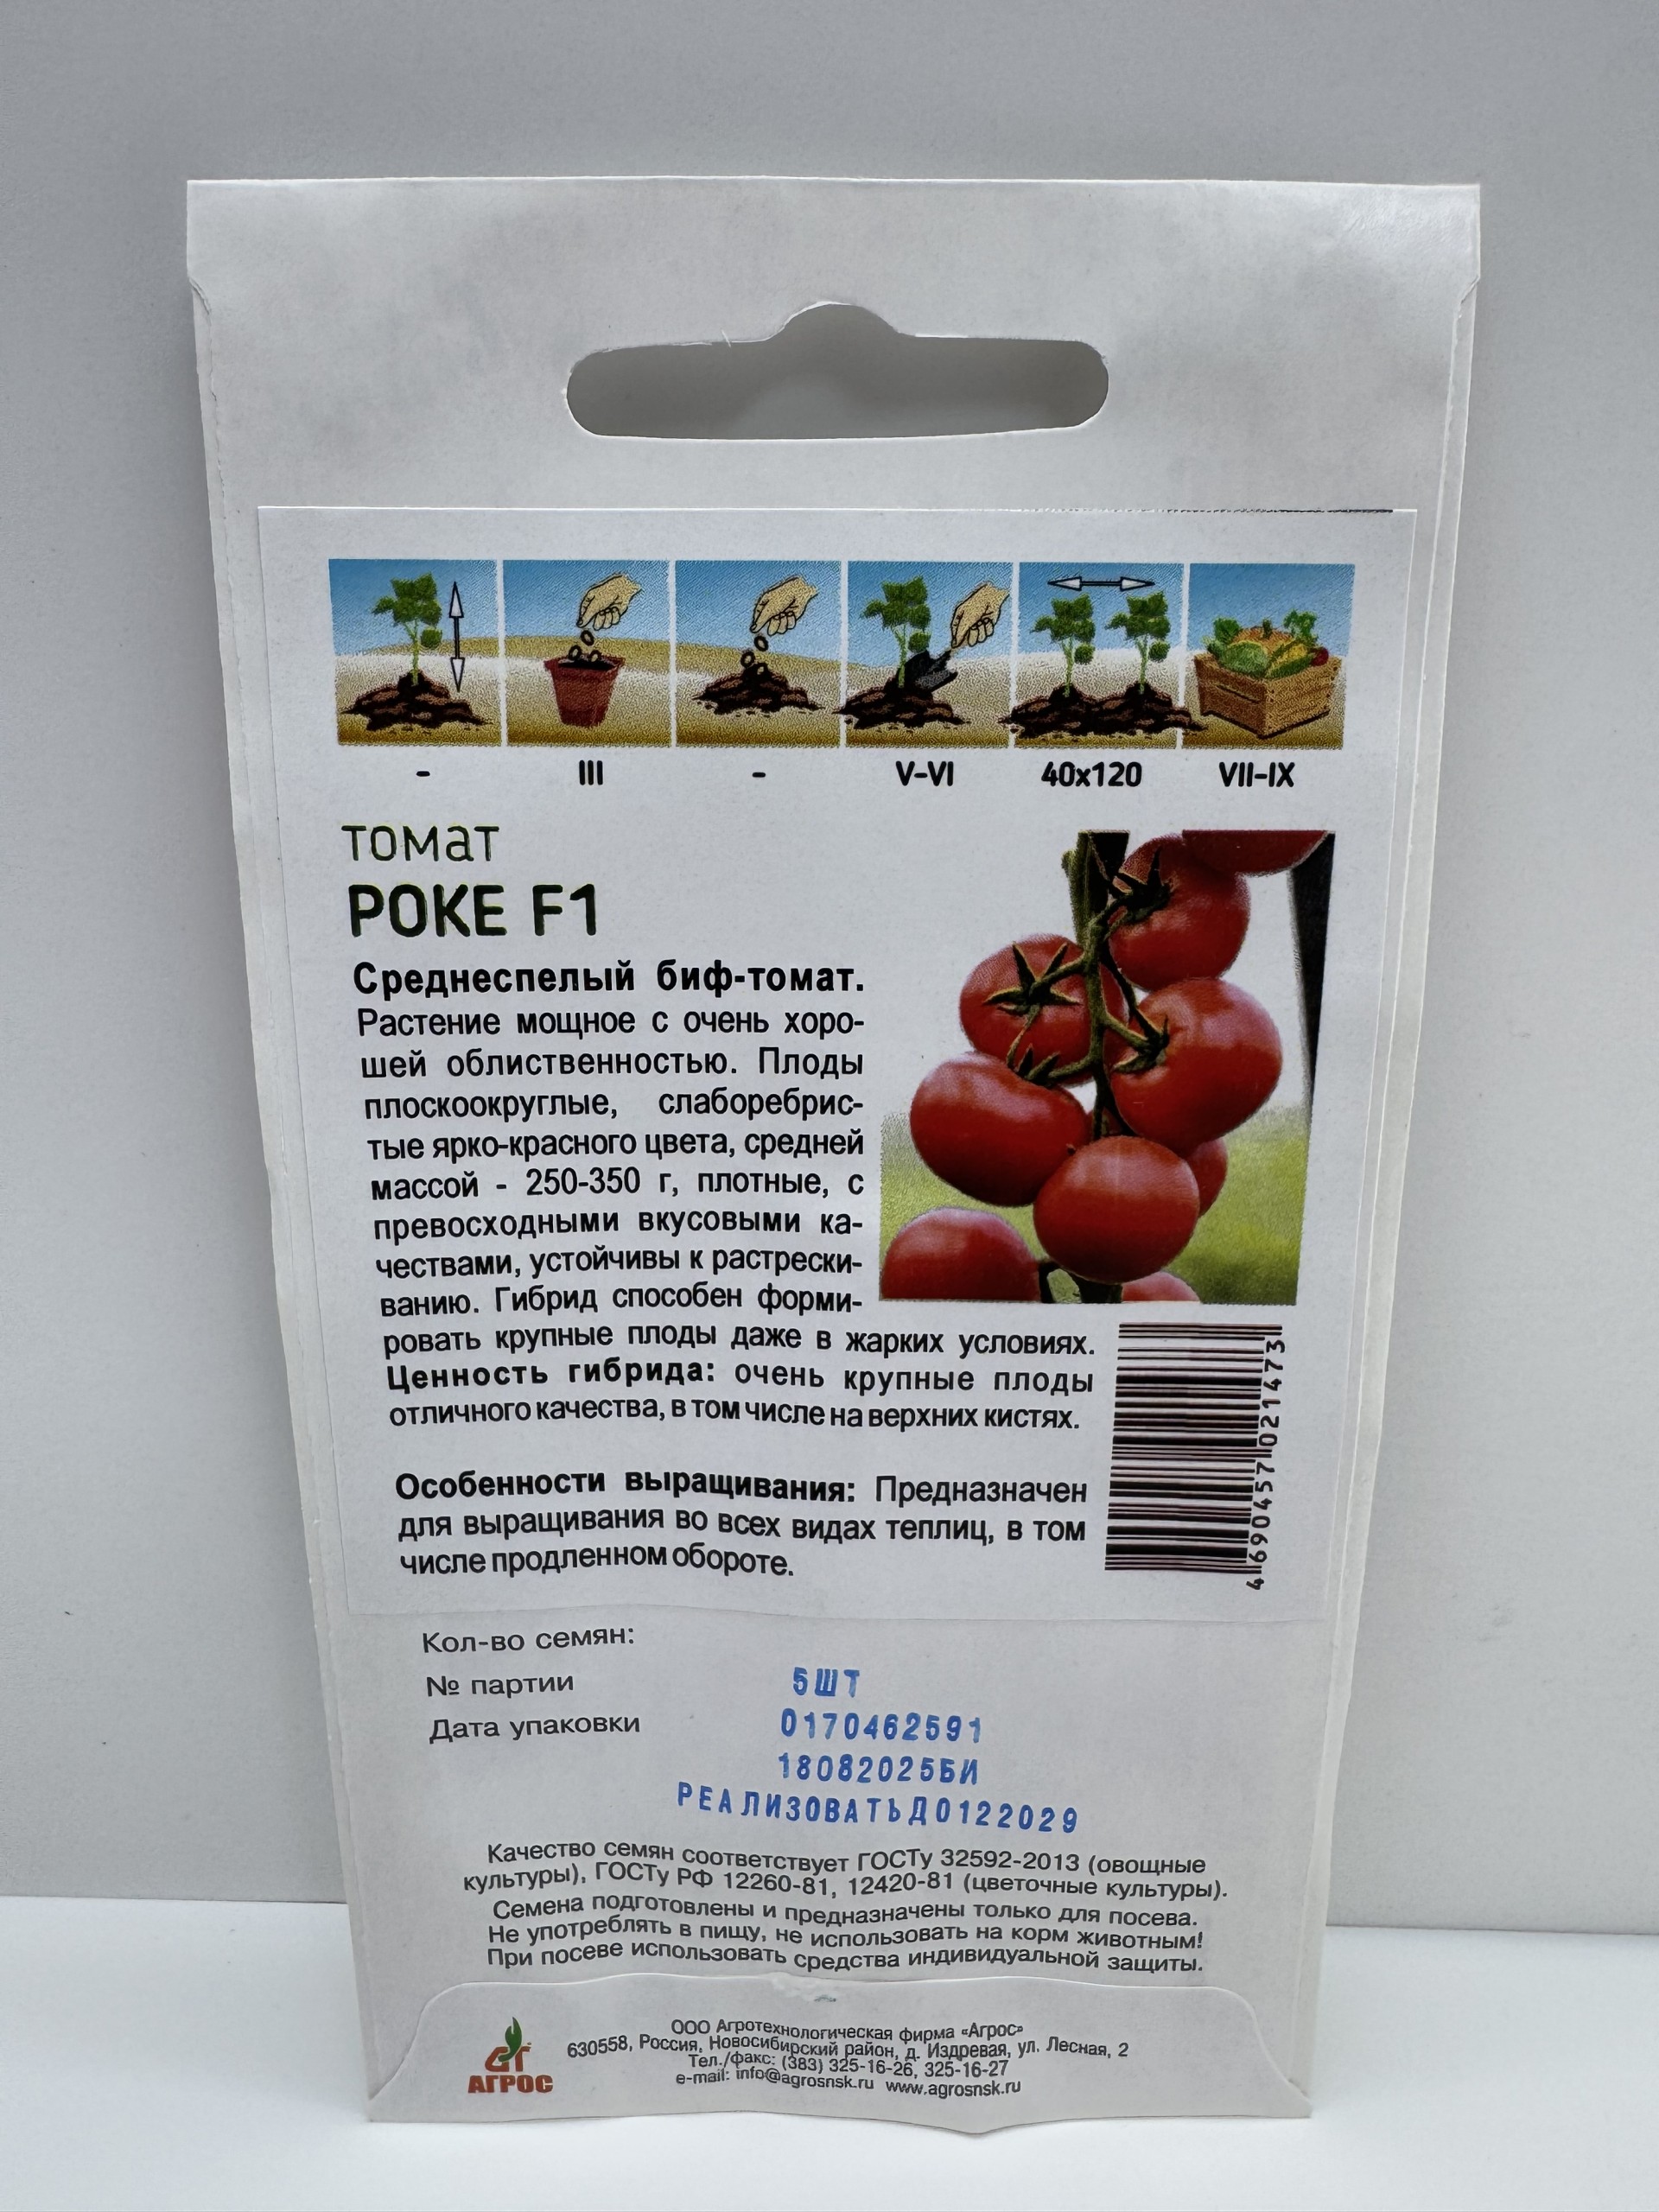 -
III
-
V-VI
40x120
VII-IX
томат
РОКЕ F1
Среднеспелый биф-томат.
Растение мощное с очень хоро-
шей облиственностью. Плоды
плоскоокруглые, слаборебрис-
тые ярко-красного цвета, средней
массой - 250-350 г, плотные, с
превосходными вкусовыми ка-
чествами, устойчивы к растрески-
ванию. Гибрид способен форми-
ровать крупные плоды даже в жарких условиях.
Ценность гибрида: очень крупные плоды
отличного качества, в том числе на верхних кистях.
Особенности выращивания: Предназначен
для выращивания во всех видах теплиц, в том
числе продленном обороте.
4690457021473
Кол-во семян:
№ партии
Дата упаковки
5ШТ
0170462591
18082025БИ
РЕАЛИЗОВАТЬДО122029
Качество семян соответствует ГОСТу 32592-2013 (овощные
культуры), ГОСТу РФ 12260-81, 12420-81 (цветочные культуры).
Семена подготовлены и предназначены только для посева.
Не употреблять в пищу, не использовать на корм животным!
При посеве использовать средства индивидуальной защиты.
АГРОС
ООО Агротехнологическая фирма «Агрос»
630558, Россия, Новосибирский район, д. Издревая, ул. Лесная, 2
Тел./факс: (383) 325-16-26, 325-16-27
e-mail: info@agrosnsk.ru www.agrosnsk.ru